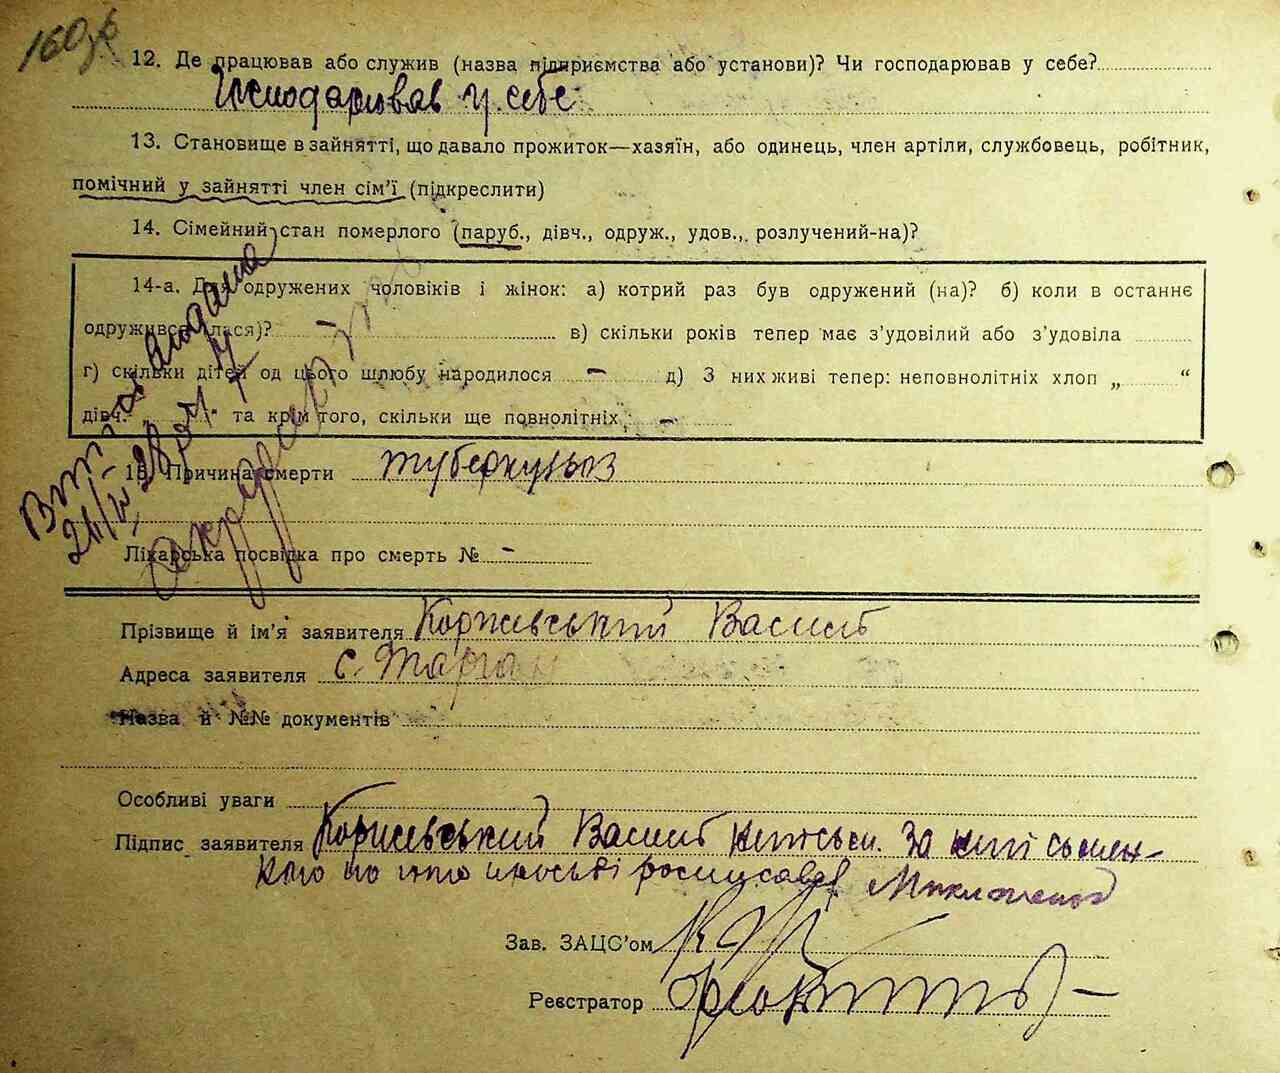 160зв
12. Де працював або служив (назва підприємства або установи)? Чи господарював у себе?
Господарював у себе
13. Становище в зайнятті, що давало прожиток—хазяїн, або одинець, член артіли, службовець, робітник,
помічний у зайнятті член сім'ї (підкреслити)
14. Сімейний стан померлого (паруб., дівч., одруж., удов., розлучений-на)?
14-а. Для одружених чоловіків і жінок: а) котрий раз був одружений (на)? б) коли в останнє
одружився (лася)? в) скільки років тепер має з'удовілий або з'удовіла
г) скільки дітей од цього шлюбу народилося - д) З них живі тепер: неповнолітніх хлоп „ “
дівч. „ “ та крім того, скільки ще повнолітніх, -
15. Причина смерти туберкульоз
Лікарська посвідка про смерть № -
Прізвище й ім'я заявителя Коржевський Василь
Адреса заявителя с. Тарган
Назва й №№ документів
Особливі уваги
Підпис заявителя Коржевський Василь За
Зав. ЗАЦС'ом
Реєстратор